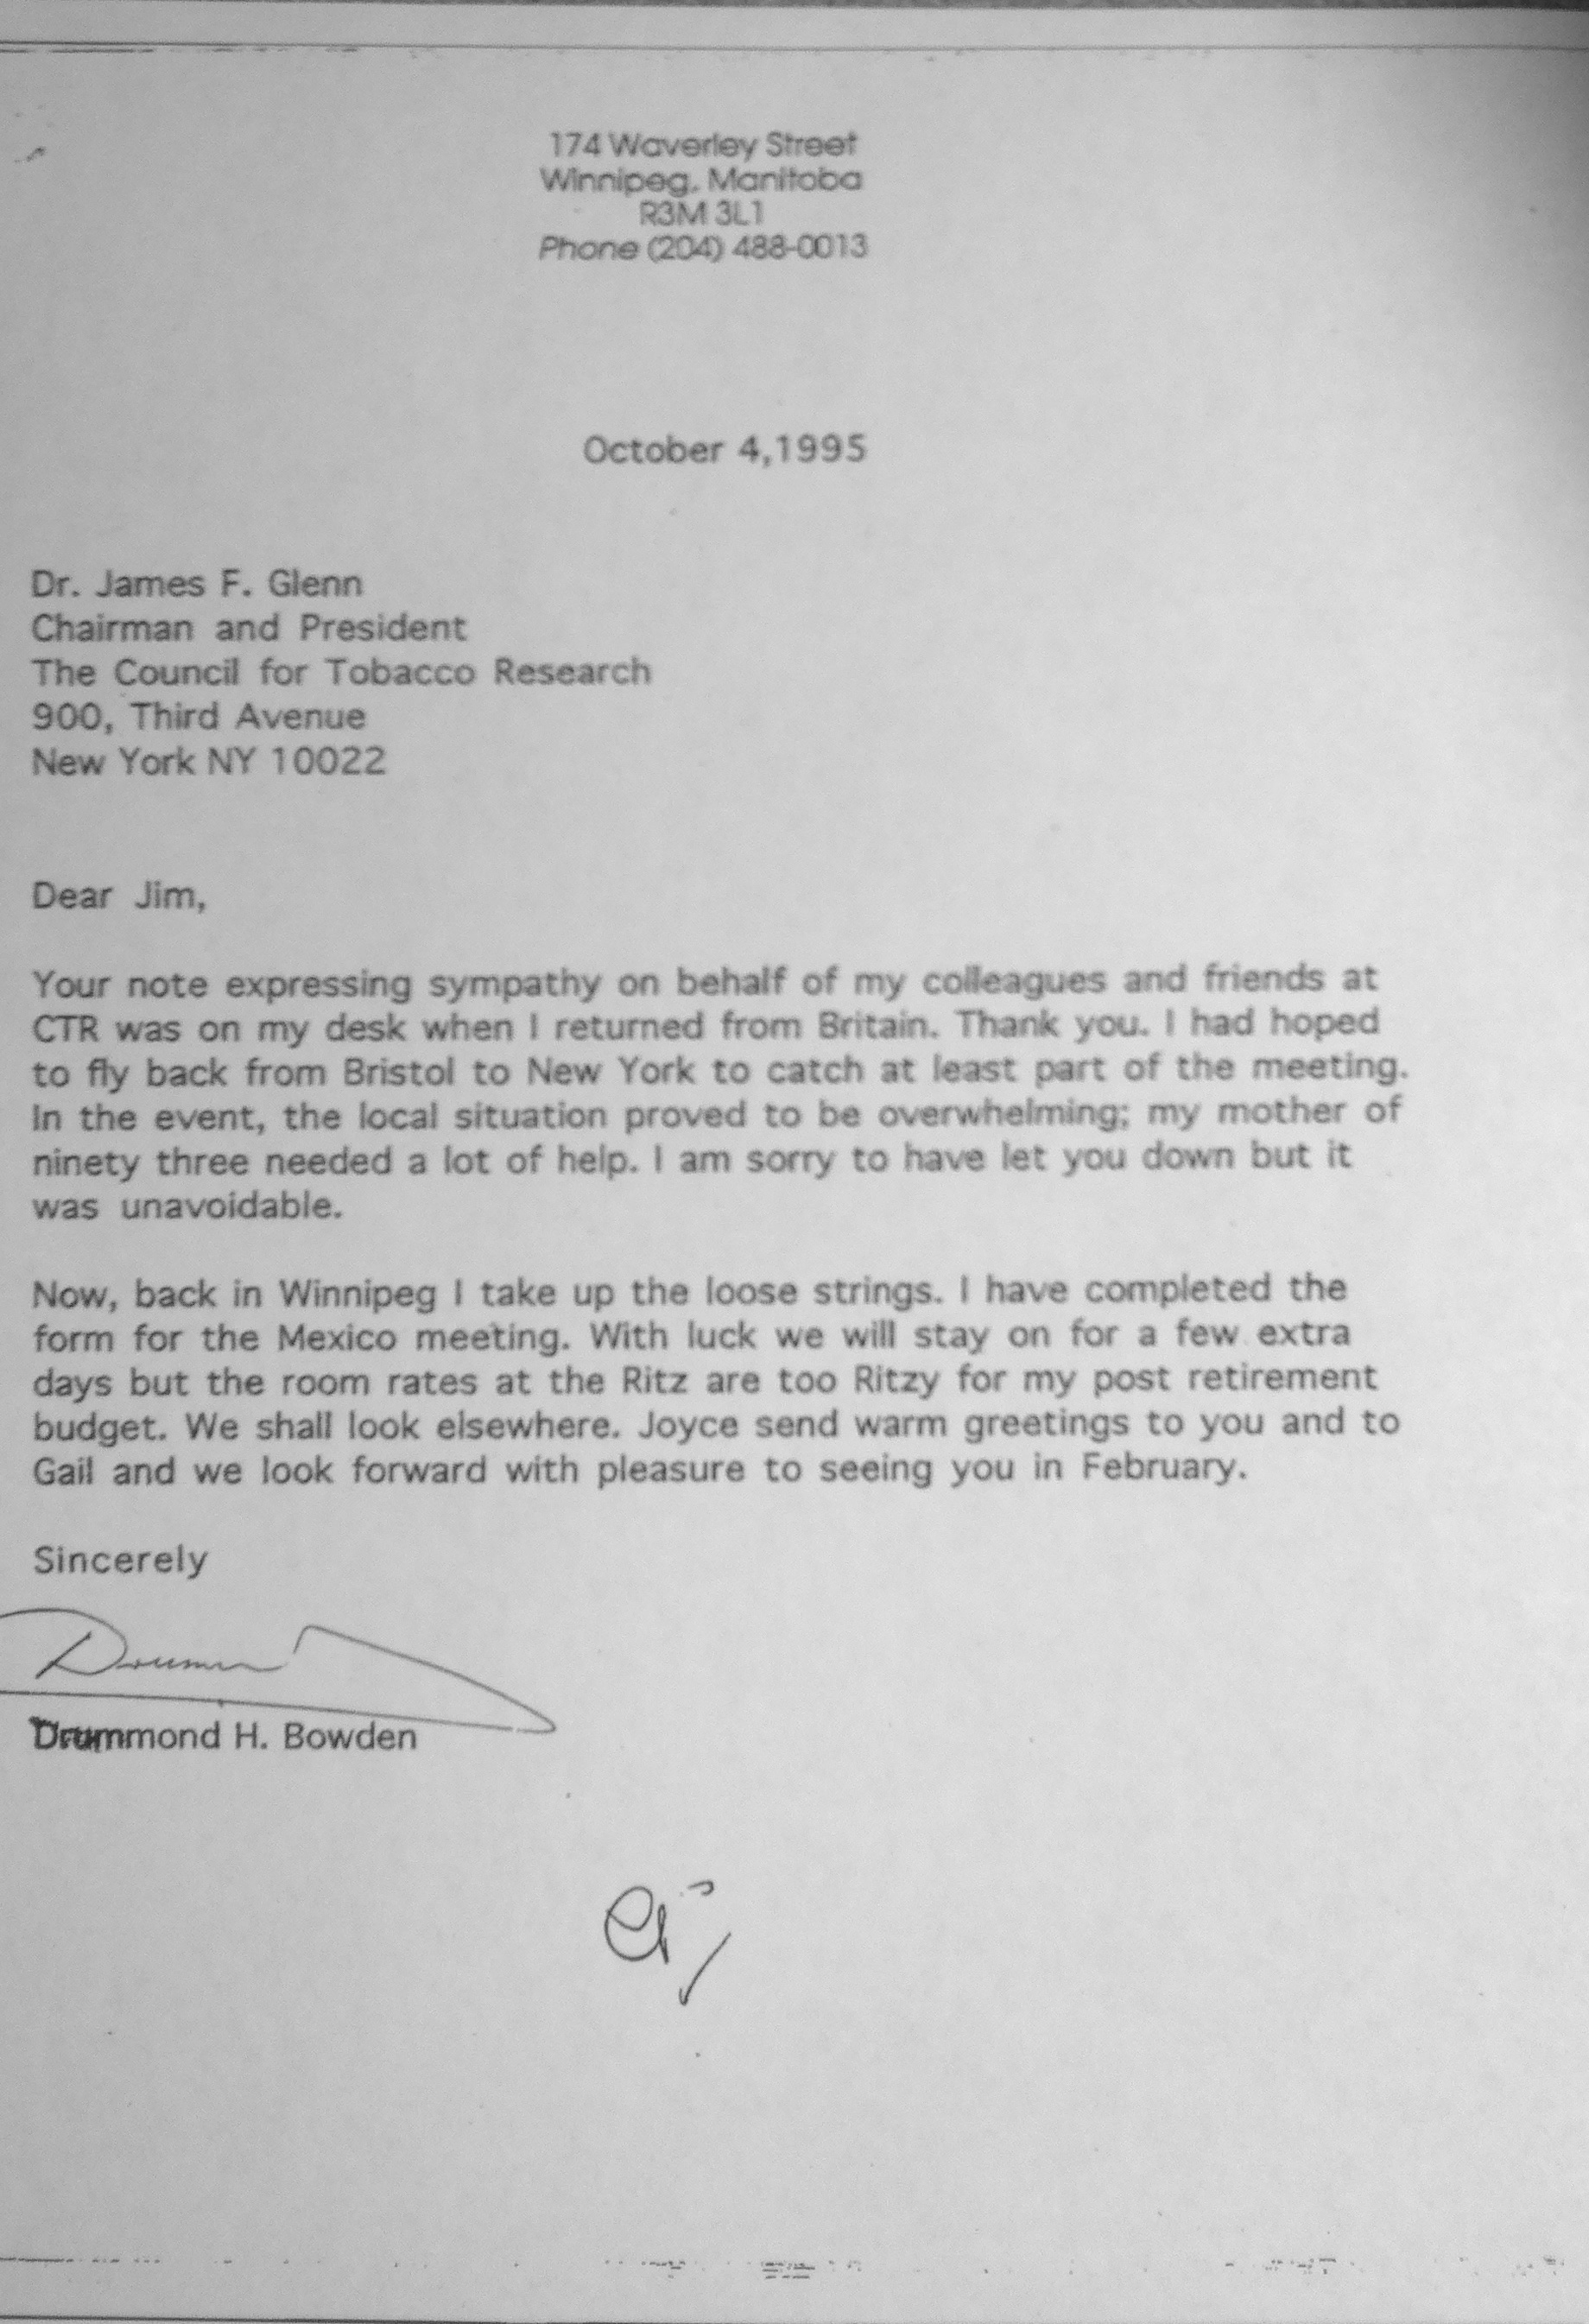 174 Waverley Street
Winnipeg, Manitoba
R3M 3L1
Phone (204) 488-0013
October 4,1995
Dr. James F. Glenn
Chairman and President
The Council for Tobacco Research
900, Third Avenue
New York NY 10022
Dear Jim,
Your note expressing sympathy on behalf of my colleagues and friends at
CTR was on my desk when I returned from Britain. Thank you. I had hoped
to fly back from Bristol to New York to catch at least part of the meeting.
In the event, the local situation proved to be overwhelming; my mother of
ninety three needed a lot of help. I am sorry to have let you down but it
was unavoidable.
Now, back in Winnipeg I take up the loose strings. I have completed the
form for the Mexico meeting. With luck we will stay on for a few extra
days but the room rates at the Ritz are too Ritzy for my post retirement
budget. We shall look elsewhere. Joyce send warm greetings to you and to
Gail and we look forward with pleasure to seeing you in February.
Sincerely
Drummond H. Bowden